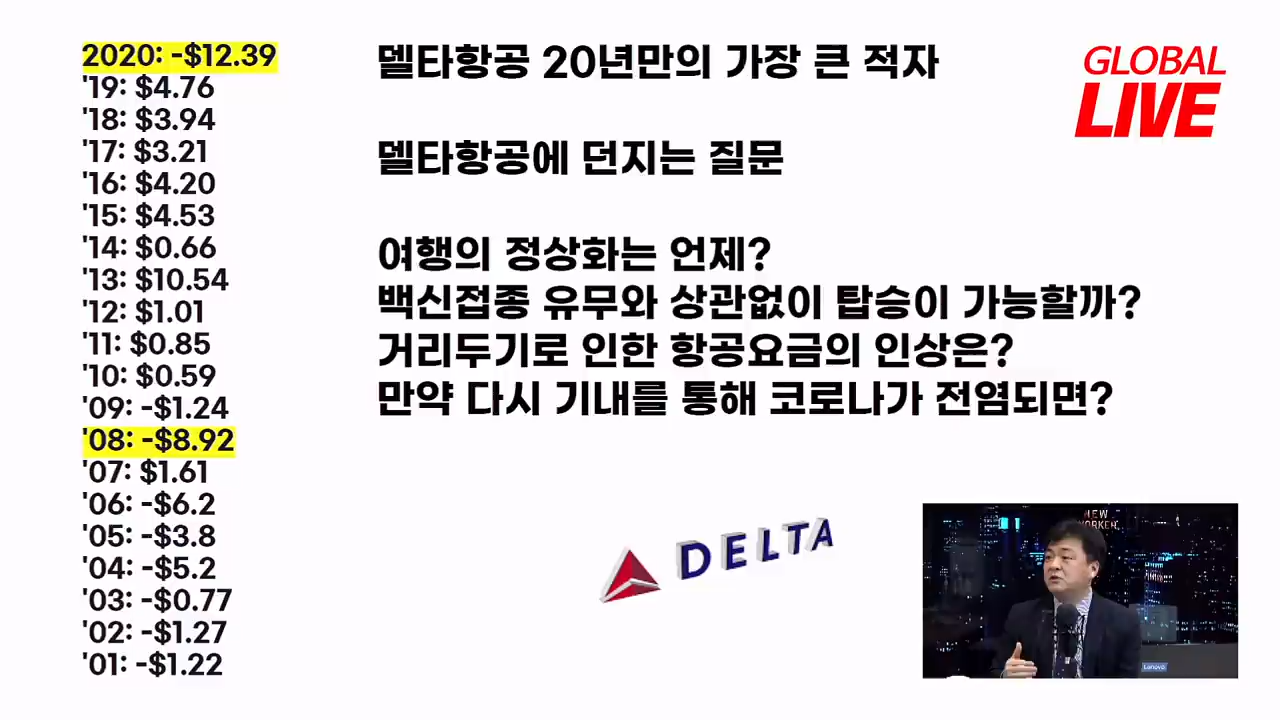 2020: -$12.39
'19: $4.76
'18: $3.94
'17: $3.21
'16: $4.20
'15: $4.53
'14: $0.66
'13: $10.54
'12: $1.01
'11: $0.85
'10: $0.59
'09: -$1.24
'08: -$8.92
'07: $1.61
'06: -$6.2
'05: -$3.8
'04: -$5.2
'03: -$0.77
'02: -$1.27
'01: -$1.22
델타항공 20년만의 가장 큰 적자
델타항공에 던지는 질문
여행의 정상화는 언제?
백신접종 유무와 상관없이 탑승이 가능할까?
거리두기로 인한 항공요금의 인상은?
만약 다시 기내를 통해 코로나가 전염되면?
DELTA
GLOBAL
LIVE
NEW
YORKER
Lenovo